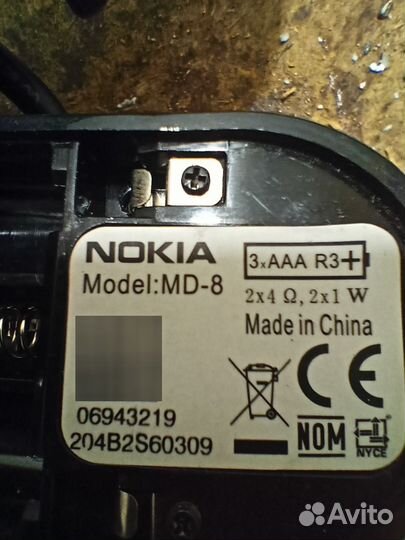 NOKIA
Model:MD-8
3xAAA R3+
2x4 Ω, 2x1 W
Made in China
06943219
204B2S60309
CE
NOM
NYCE
Avito